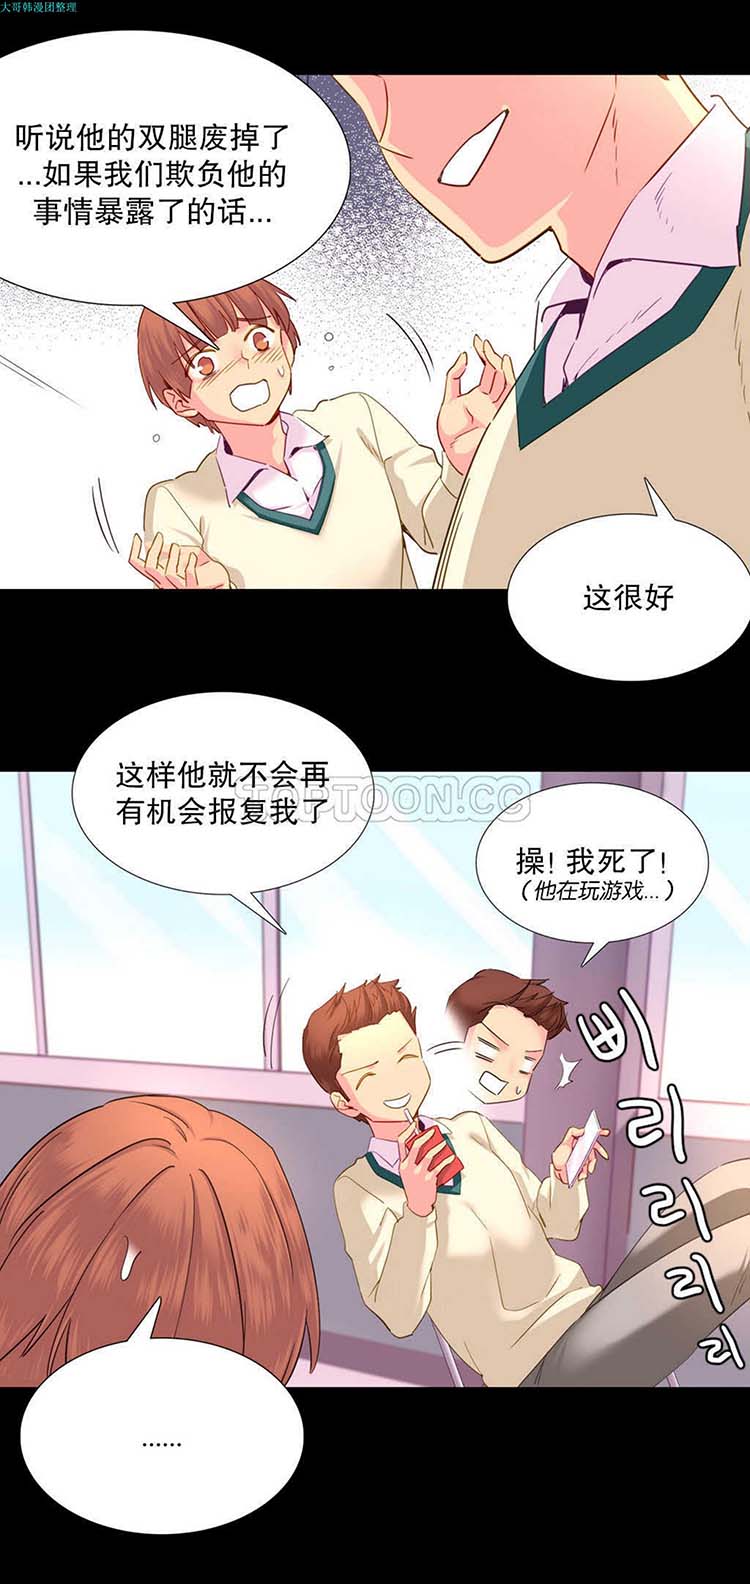 大哥韩漫团整理
听说他的双腿废掉了
...如果我们欺负他的
事情暴露了的话...
这很好
这样他就不会再
有机会报复我了
TOPTOON.CC
操！我死了！
（他在玩游戏...）
삐리리리리
......